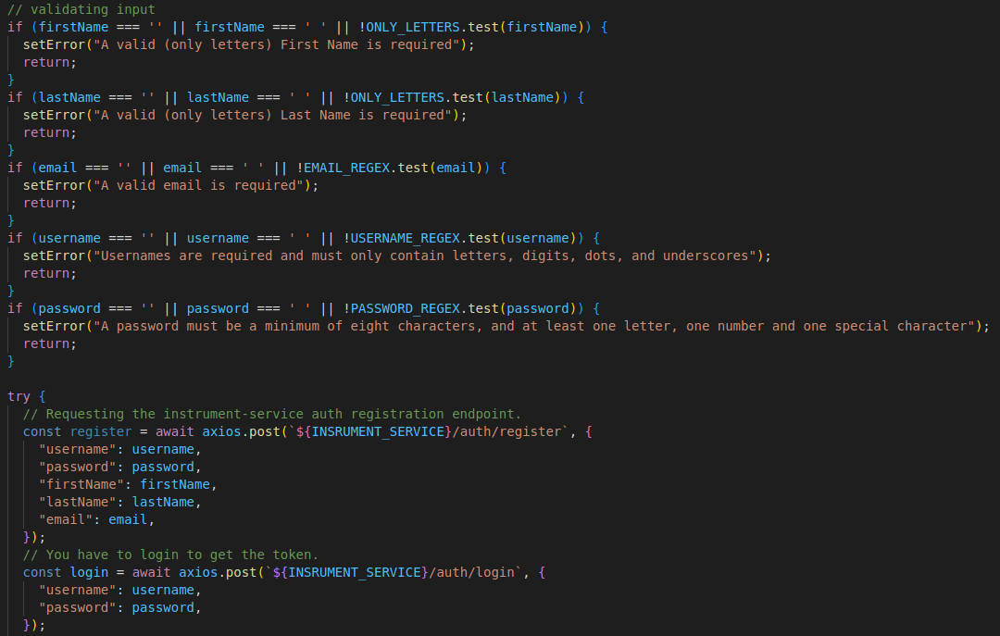 // validating input
if (firstName === '' || firstName === ' ' || !ONLY_LETTERS.test(firstName)) {
  setError("A valid (only letters) First Name is required");
  return;
}
if (lastName === '' || lastName === ' ' || !ONLY_LETTERS.test(lastName)) {
  setError("A valid (only letters) Last Name is required");
  return;
}
if (email === '' || email === ' ' || !EMAIL_REGEX.test(email)) {
  setError("A valid email is required");
  return;
}
if (username === '' || username === ' ' || !USERNAME_REGEX.test(username)) {
  setError("Usernames are required and must only contain letters, digits, dots, and underscores");
  return;
}
if (password === '' || password === ' ' || !PASSWORD_REGEX.test(password)) {
  setError("A password must be a minimum of eight characters, and at least one letter, one number and one special character");
  return;
}

try {
  // Requesting the instrument-service auth registration endpoint.
  const register = await axios.post(`${INSRUMENT_SERVICE}/auth/register`, {
    "username": username,
    "password": password,
    "firstName": firstName,
    "lastName": lastName,
    "email": email,
  });
  // You have to login to get the token.
  const login = await axios.post(`${INSRUMENT_SERVICE}/auth/login`, {
    "username": username,
    "password": password,
  });